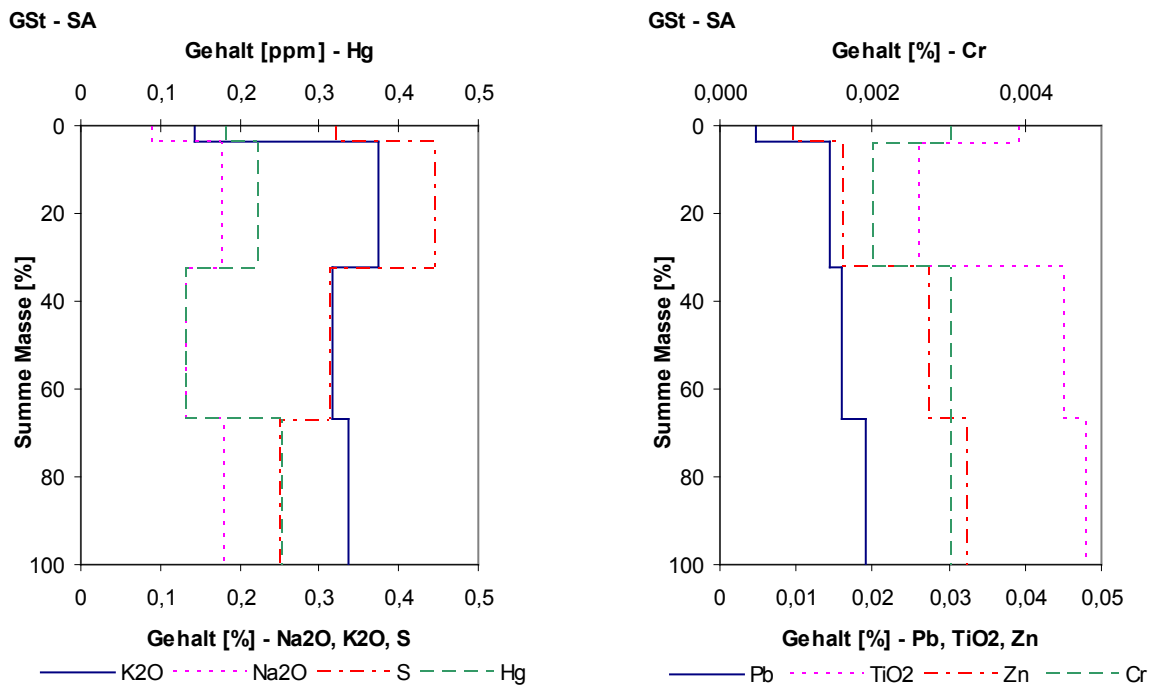 GSt - SA
Gehalt [ppm] - Hg
0 0,1 0,2 0,3 0,4 0,5
0
20
40
60
80
100
Summe Masse [%]
0 0,1 0,2 0,3 0,4 0,5
Gehalt [%] - Na2O, K2O, S
K2O Na2O S Hg
GSt - SA
Gehalt [%] - Cr
0,000 0,002 0,004
0
20
40
60
80
100
Summe Masse [%]
0 0,01 0,02 0,03 0,04 0,05
Gehalt [%] - Pb, TiO2, Zn
Pb TiO2 Zn Cr